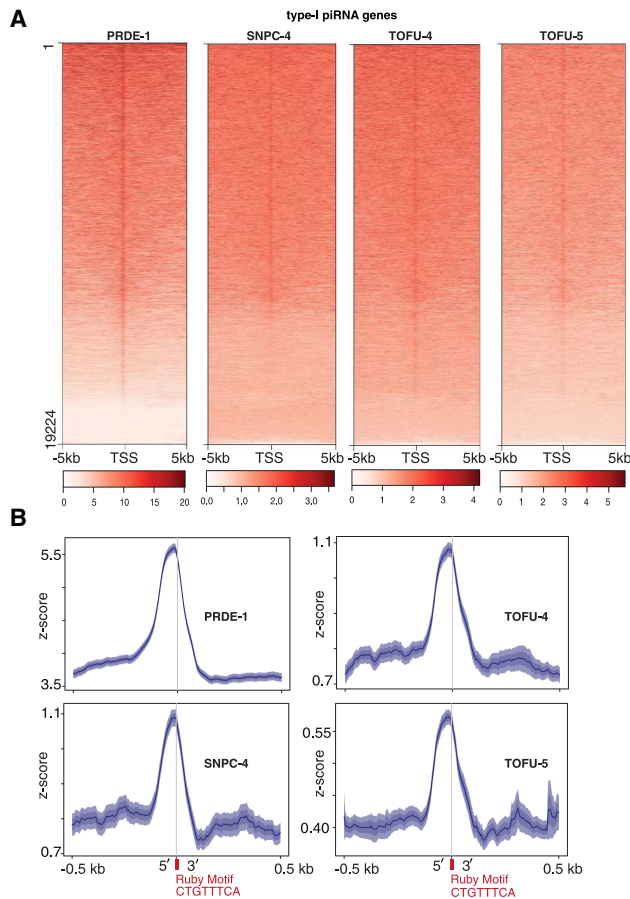 A
type-I piRNA genes
PRDE-1 SNPC-4 TOFU-4 TOFU-5
1
19224
-5kb TSS 5kb -5kb TSS 5kb -5kb TSS 5kb -5kb TSS 5kb
0 5 10 15 20 0.0 1.0 2.0 3.0 0 1 2 3 4 0 1 2 3 4 5
B
5.5
z-score
3.5
PRDE-1
1.1
z-score
0.7
TOFU-4
1.1
z-score
0.7
SNPC-4
0.55
z-score
0.40
TOFU-5
-0.5 kb 5′ 3′ 0.5 kb
Ruby Motif
CTGTTTCA
-0.5 kb 5′ 3′ 0.5 kb
Ruby Motif
CTGTTTCA